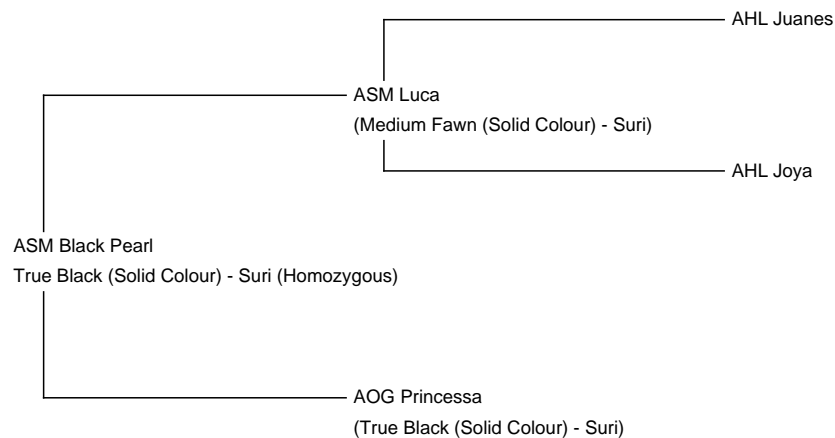 AHL Juanes
ASM Luca
(Medium Fawn (Solid Colour) - Suri)
AHL Joya
ASM Black Pearl
True Black (Solid Colour) - Suri (Homozygous)
AOG Princessa
(True Black (Solid Colour) - Suri)